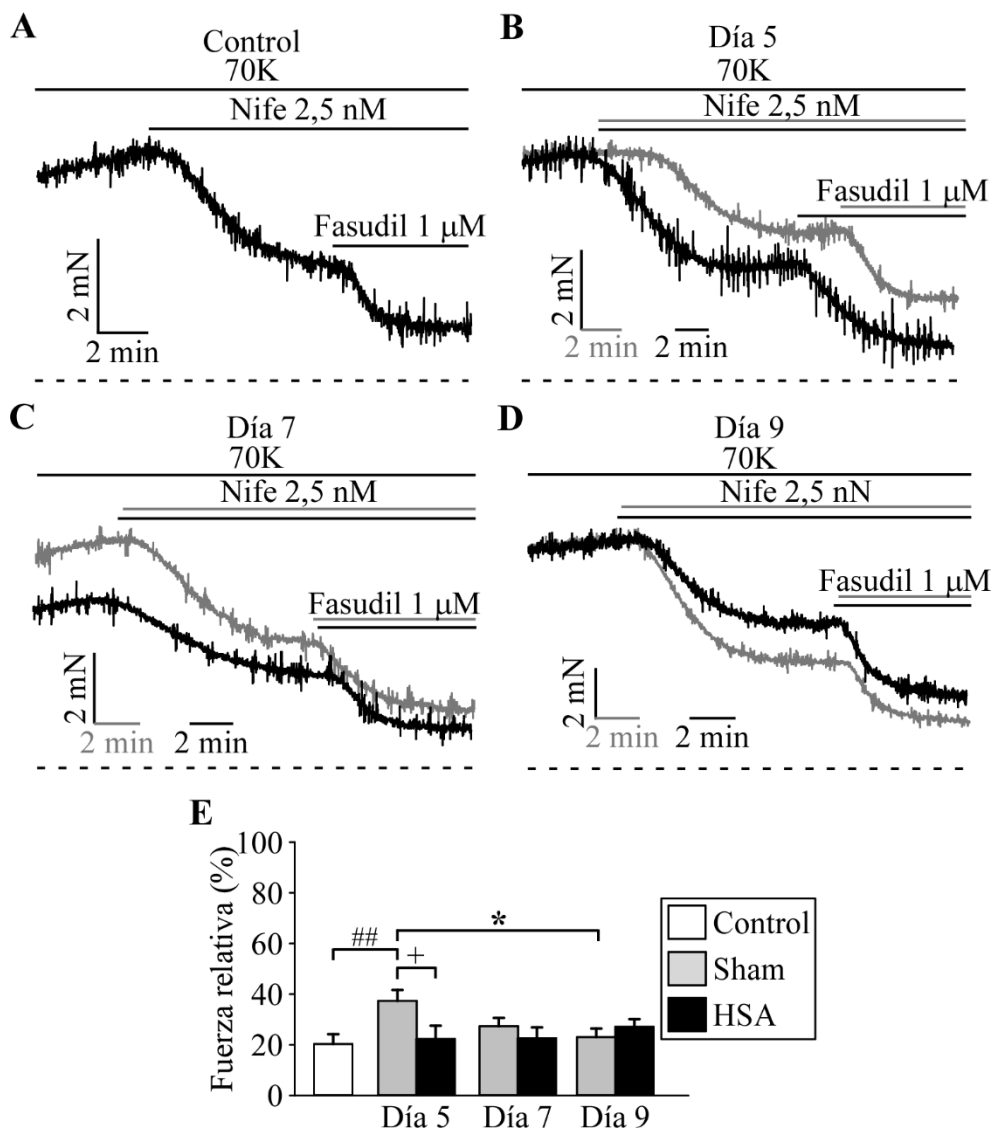 A
Control
70K
Nife 2,5 nM
Fasudil 1 µM
2 mN
2 min
B
Día 5
70K
Nife 2,5 nM
Fasudil 1 µM
2 mN
2 min 2 min
C
Día 7
70K
Nife 2,5 nM
Fasudil 1 µM
2 mN
2 min 2 min
D
Día 9
70K
Nife 2,5 nN
Fasudil 1 µM
2 mN
2 min 2 min
E
Fuerza relativa (%)
100
80
60
40
20
0
##
+
*
Día 5 Día 7 Día 9
Control
Sham
HSA